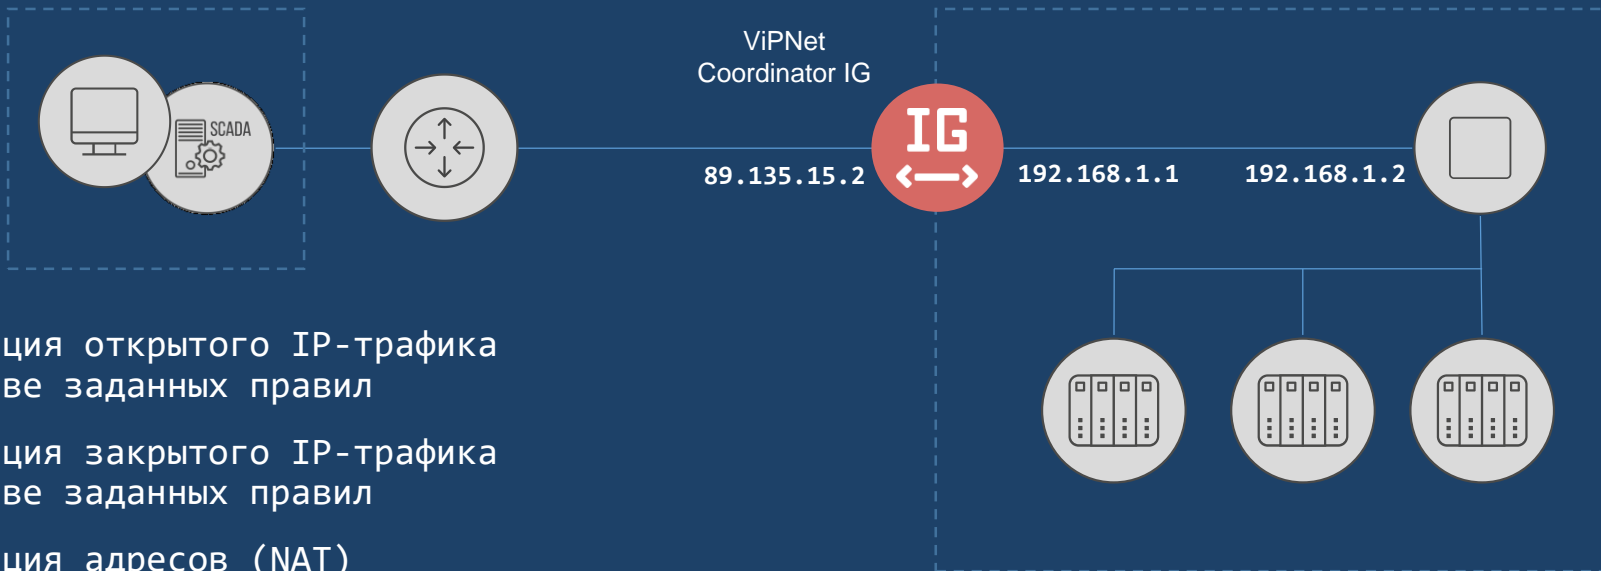 ViPNet
Coordinator IG
IG
SCADA
89.135.15.2
192.168.1.1
192.168.1.2
ция открытого IP-трафика
ве заданных правил
ция закрытого IP-трафика
ве заданных правил
ция адресов (NAT)